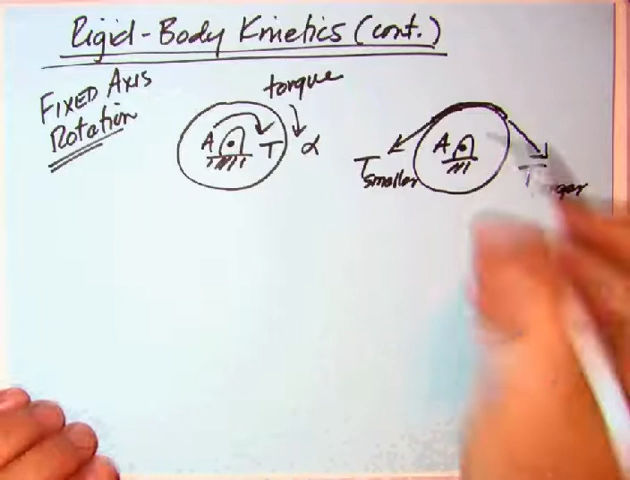 Rigid-Body Kinetics (cont.)
FIXED AXIS
Rotation
torque
A T α
A
T smaller
T